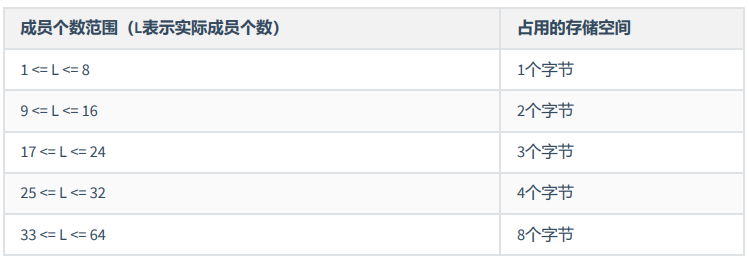 成员个数范围（L表示实际成员个数） 占用的存储空间
1 <= L <= 8 1个字节
9 <= L <= 16 2个字节
17 <= L <= 24 3个字节
25 <= L <= 32 4个字节
33 <= L <= 64 8个字节